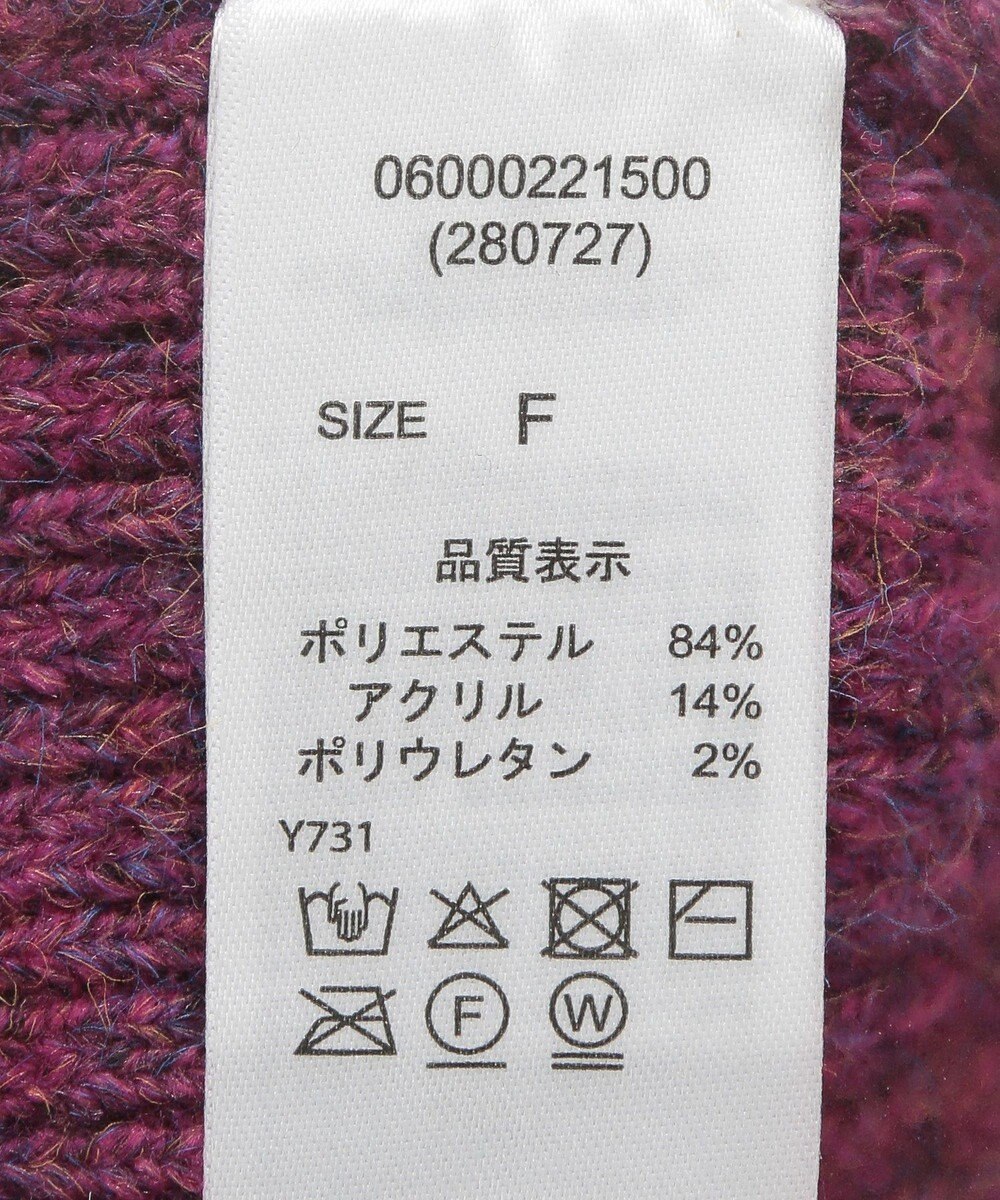 06000221500
(280727)
SIZE F
品質表示
ポリエステル 84%
アクリル 14%
ポリウレタン 2%
Y731
F W